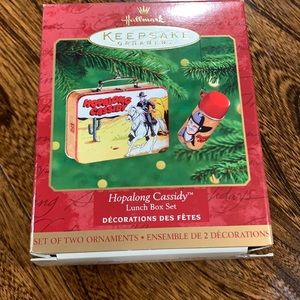 Hallmark
KEEPSAKE
ORNAMENT
HOPALONG
CASSIDY
Hopalong Cassidy™
Lunch Box Set
DÉCORATIONS DES FÊTES
SET OF TWO ORNAMENTS • ENSEMBLE DE 2 DÉCORATIONS